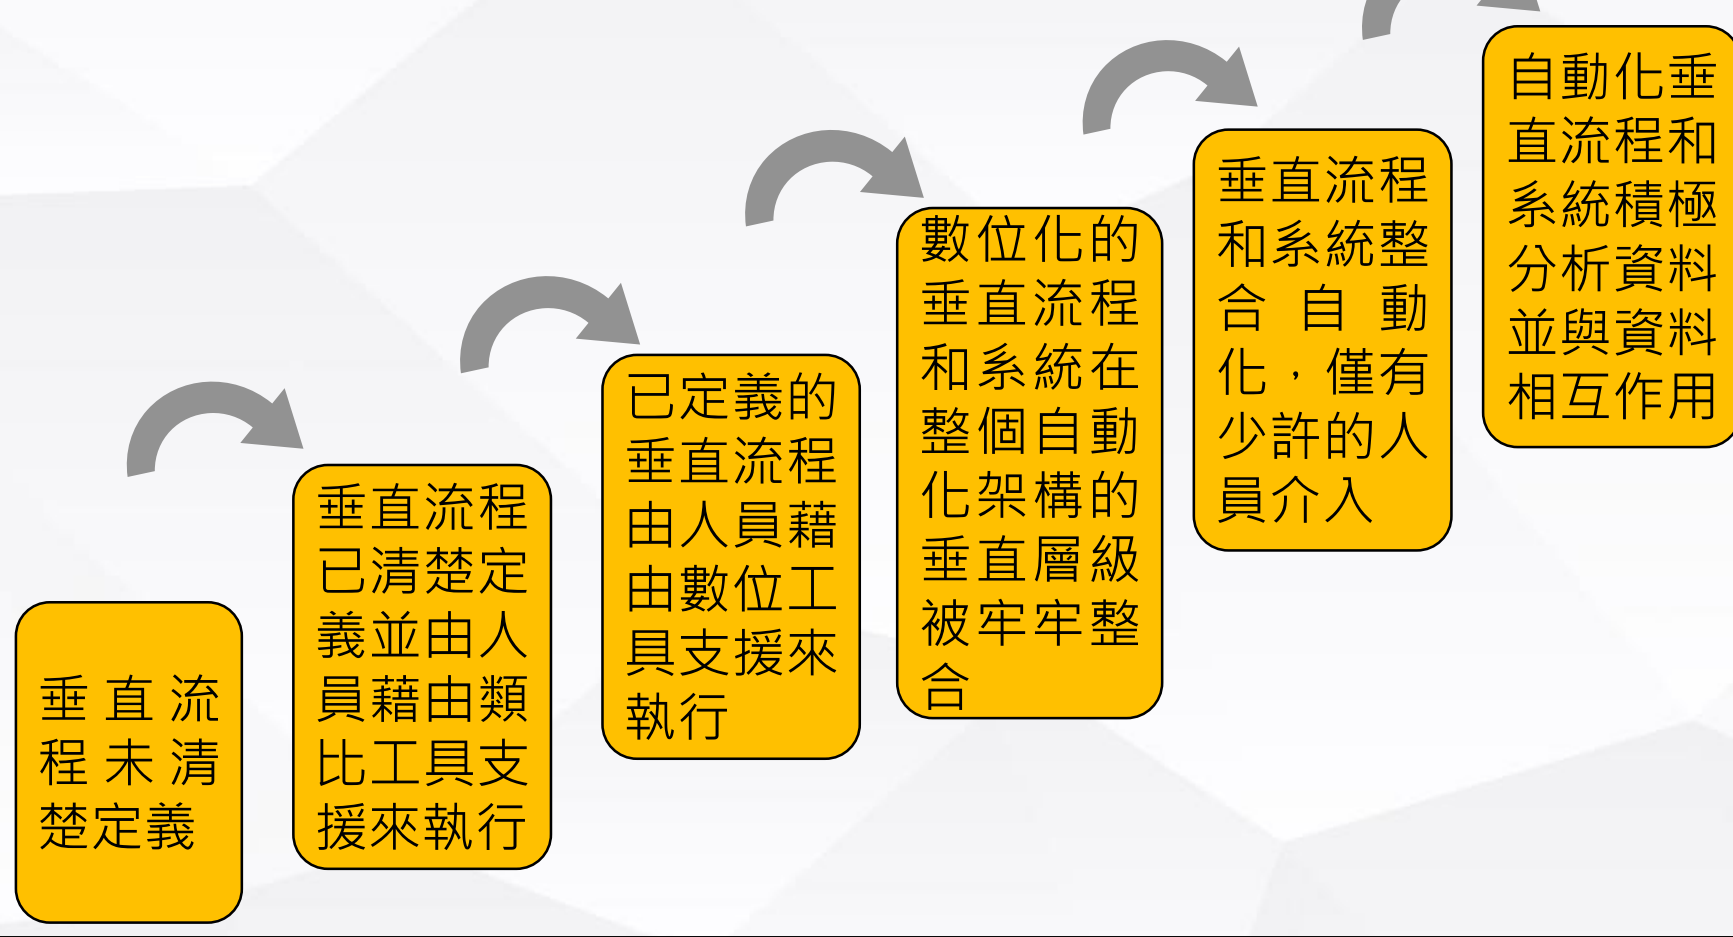 垂直流
程未清
楚定義
垂直流程
已清楚定
義並由人
員藉由類
比工具支
援來執行
已定義的
垂直流程
由人員藉
由數位工
具支援來
執行
數位化的
垂直流程
和系統在
整個自動
化架構的
垂直層級
被牢牢整
合
垂直流程
和系統整
合自動
化，僅有
少許的人
員介入
自動化垂
直流程和
系統積極
分析資料
並與資料
相互作用